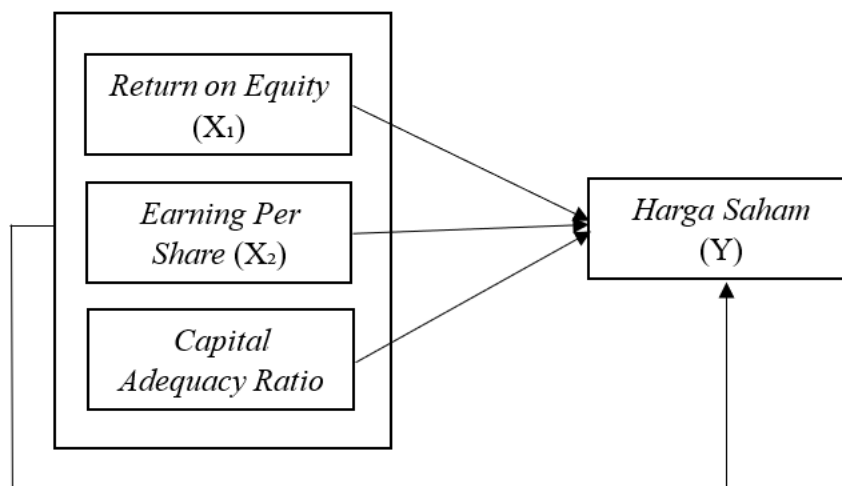 Return on Equity
(X₁)
Earning Per
Share (X₂)
Capital
Adequacy Ratio
Harga Saham
(Y)